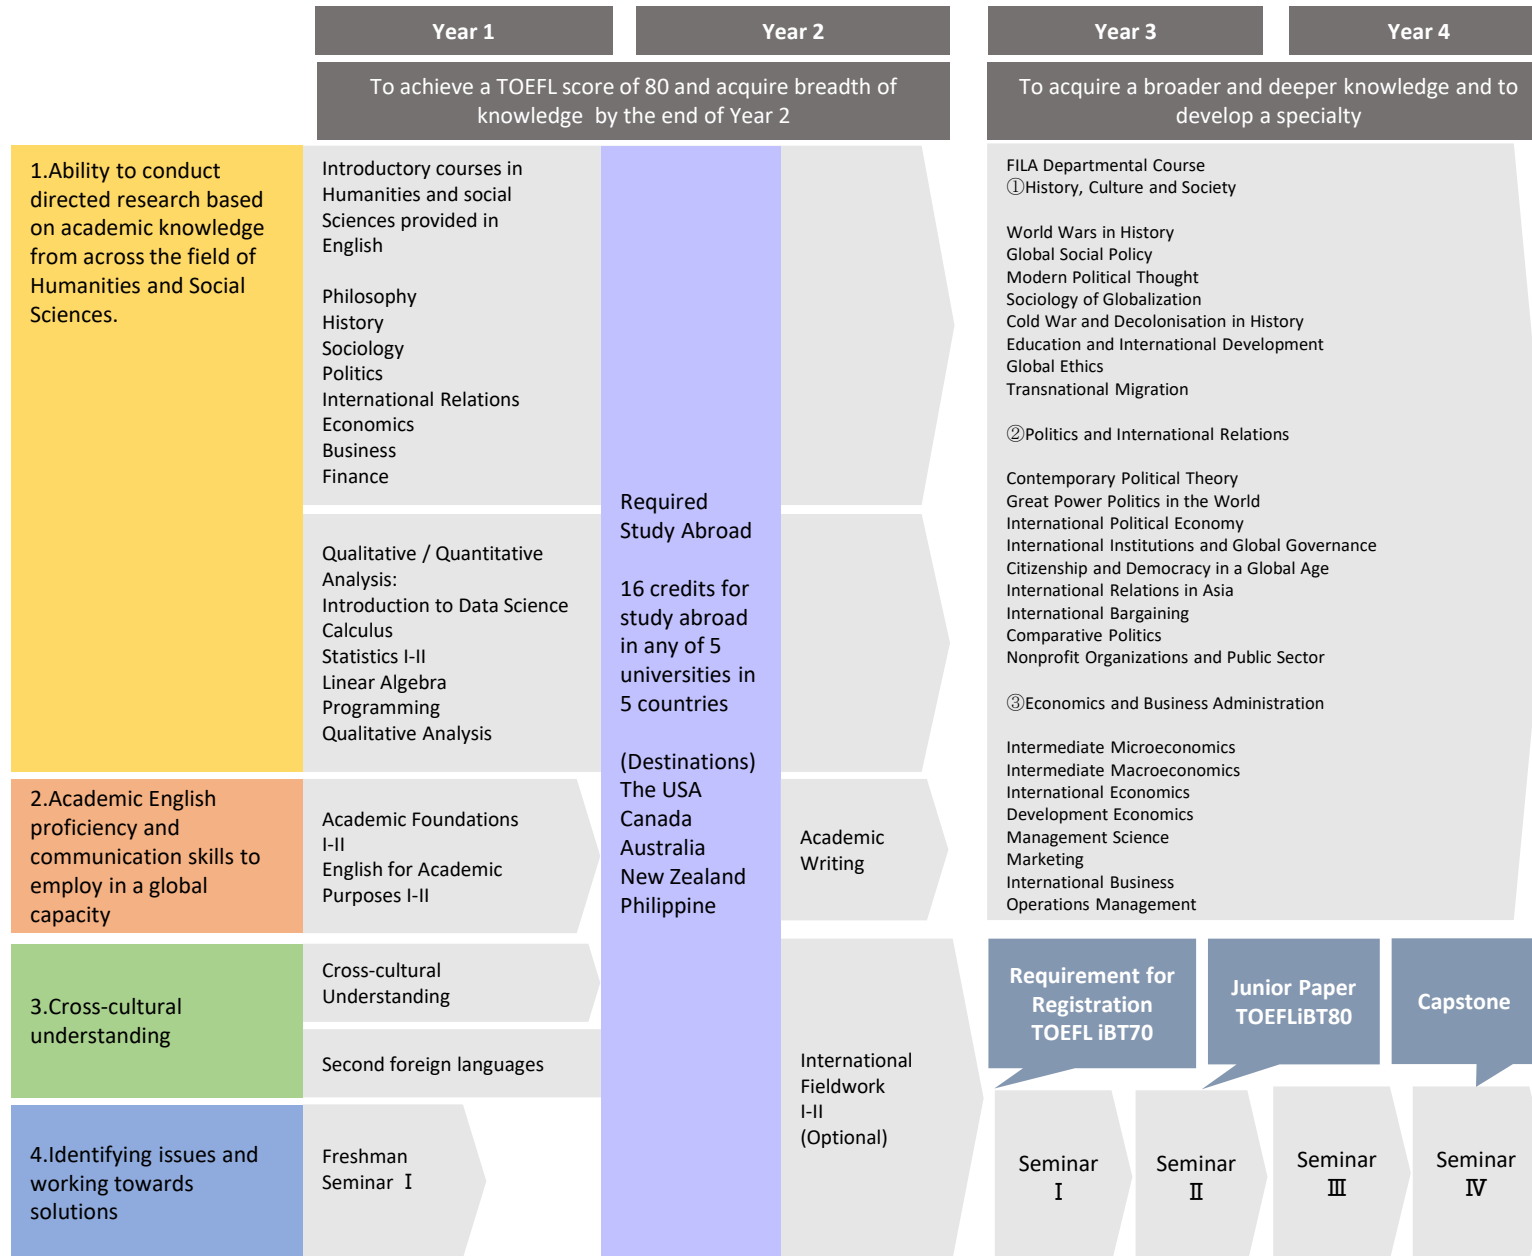 Year 1
Year 2
Year 3
Year 4
To achieve a TOEFL score of 80 and acquire breadth of
knowledge by the end of Year 2
To acquire a broader and deeper knowledge and to
develop a specialty
1.Ability to conduct
directed research based
on academic knowledge
from across the field of
Humanities and Social
Sciences.
Introductory courses in
Humanities and social
Sciences provided in
English
Philosophy
History
Sociology
Politics
International Relations
Economics
Business
Finance
Qualitative / Quantitative
Analysis:
Introduction to Data Science
Calculus
Statistics I-II
Linear Algebra
Programming
Qualitative Analysis
Required
Study Abroad
16 credits for
study abroad
in any of 5
universities in
5 countries
(Destinations)
The USA
Canada
Australia
New Zealand
Philippine
FILA Departmental Course
①History, Culture and Society
World Wars in History
Global Social Policy
Modern Political Thought
Sociology of Globalization
Cold War and Decolonisation in History
Education and International Development
Global Ethics
Transnational Migration
②Politics and International Relations
Contemporary Political Theory
Great Power Politics in the World
International Political Economy
International Institutions and Global Governance
Citizenship and Democracy in a Global Age
International Relations in Asia
International Bargaining
Comparative Politics
Nonprofit Organizations and Public Sector
③Economics and Business Administration
Intermediate Microeconomics
Intermediate Macroeconomics
International Economics
Development Economics
Management Science
Marketing
International Business
Operations Management
2.Academic English
proficiency and
communication skills to
employ in a global
capacity
Academic Foundations
I-II
English for Academic
Purposes I-II
Academic
Writing
3.Cross-cultural
understanding
Cross-cultural
Understanding
Second foreign languages
International
Fieldwork
I-II
(Optional)
Requirement for
Registration
TOEFL iBT70
Junior Paper
TOEFLiBT80
Capstone
4.Identifying issues and
working towards
solutions
Freshman
Seminar Ⅰ
Seminar
Ⅰ
Seminar
Ⅱ
Seminar
Ⅲ
Seminar
Ⅳ